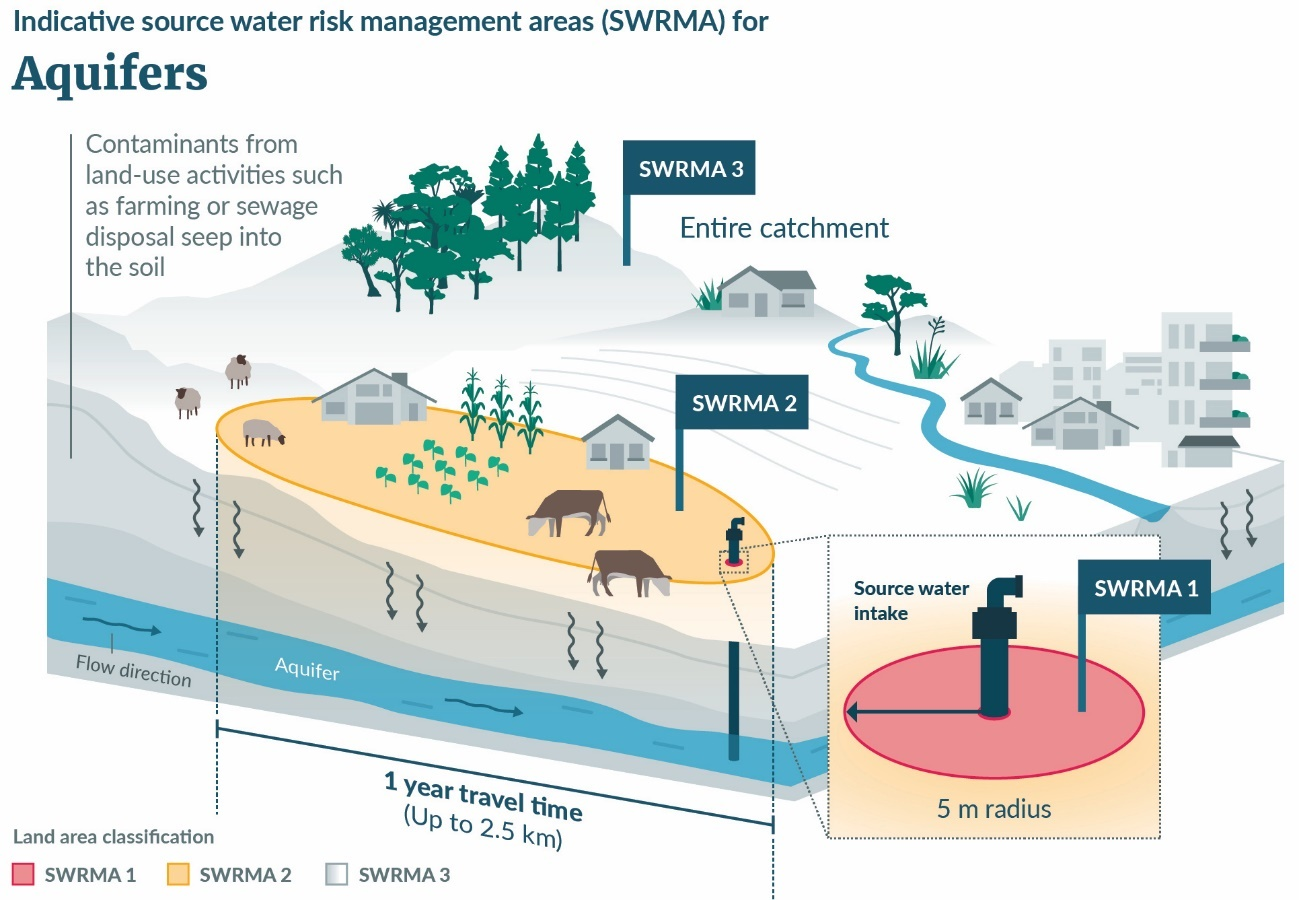 Indicative source water risk management areas (SWRMA) for
Aquifers
Contaminants from
land-use activities such
as farming or sewage
disposal seep into
the soil
SWRMA 3
Entire catchment
SWRMA 2
SWRMA 1
Source water
intake
5 m radius
Flow direction
Aquifer
1 year travel time
(Up to 2.5 km)
Land area classification
SWRMA 1
SWRMA 2
SWRMA 3